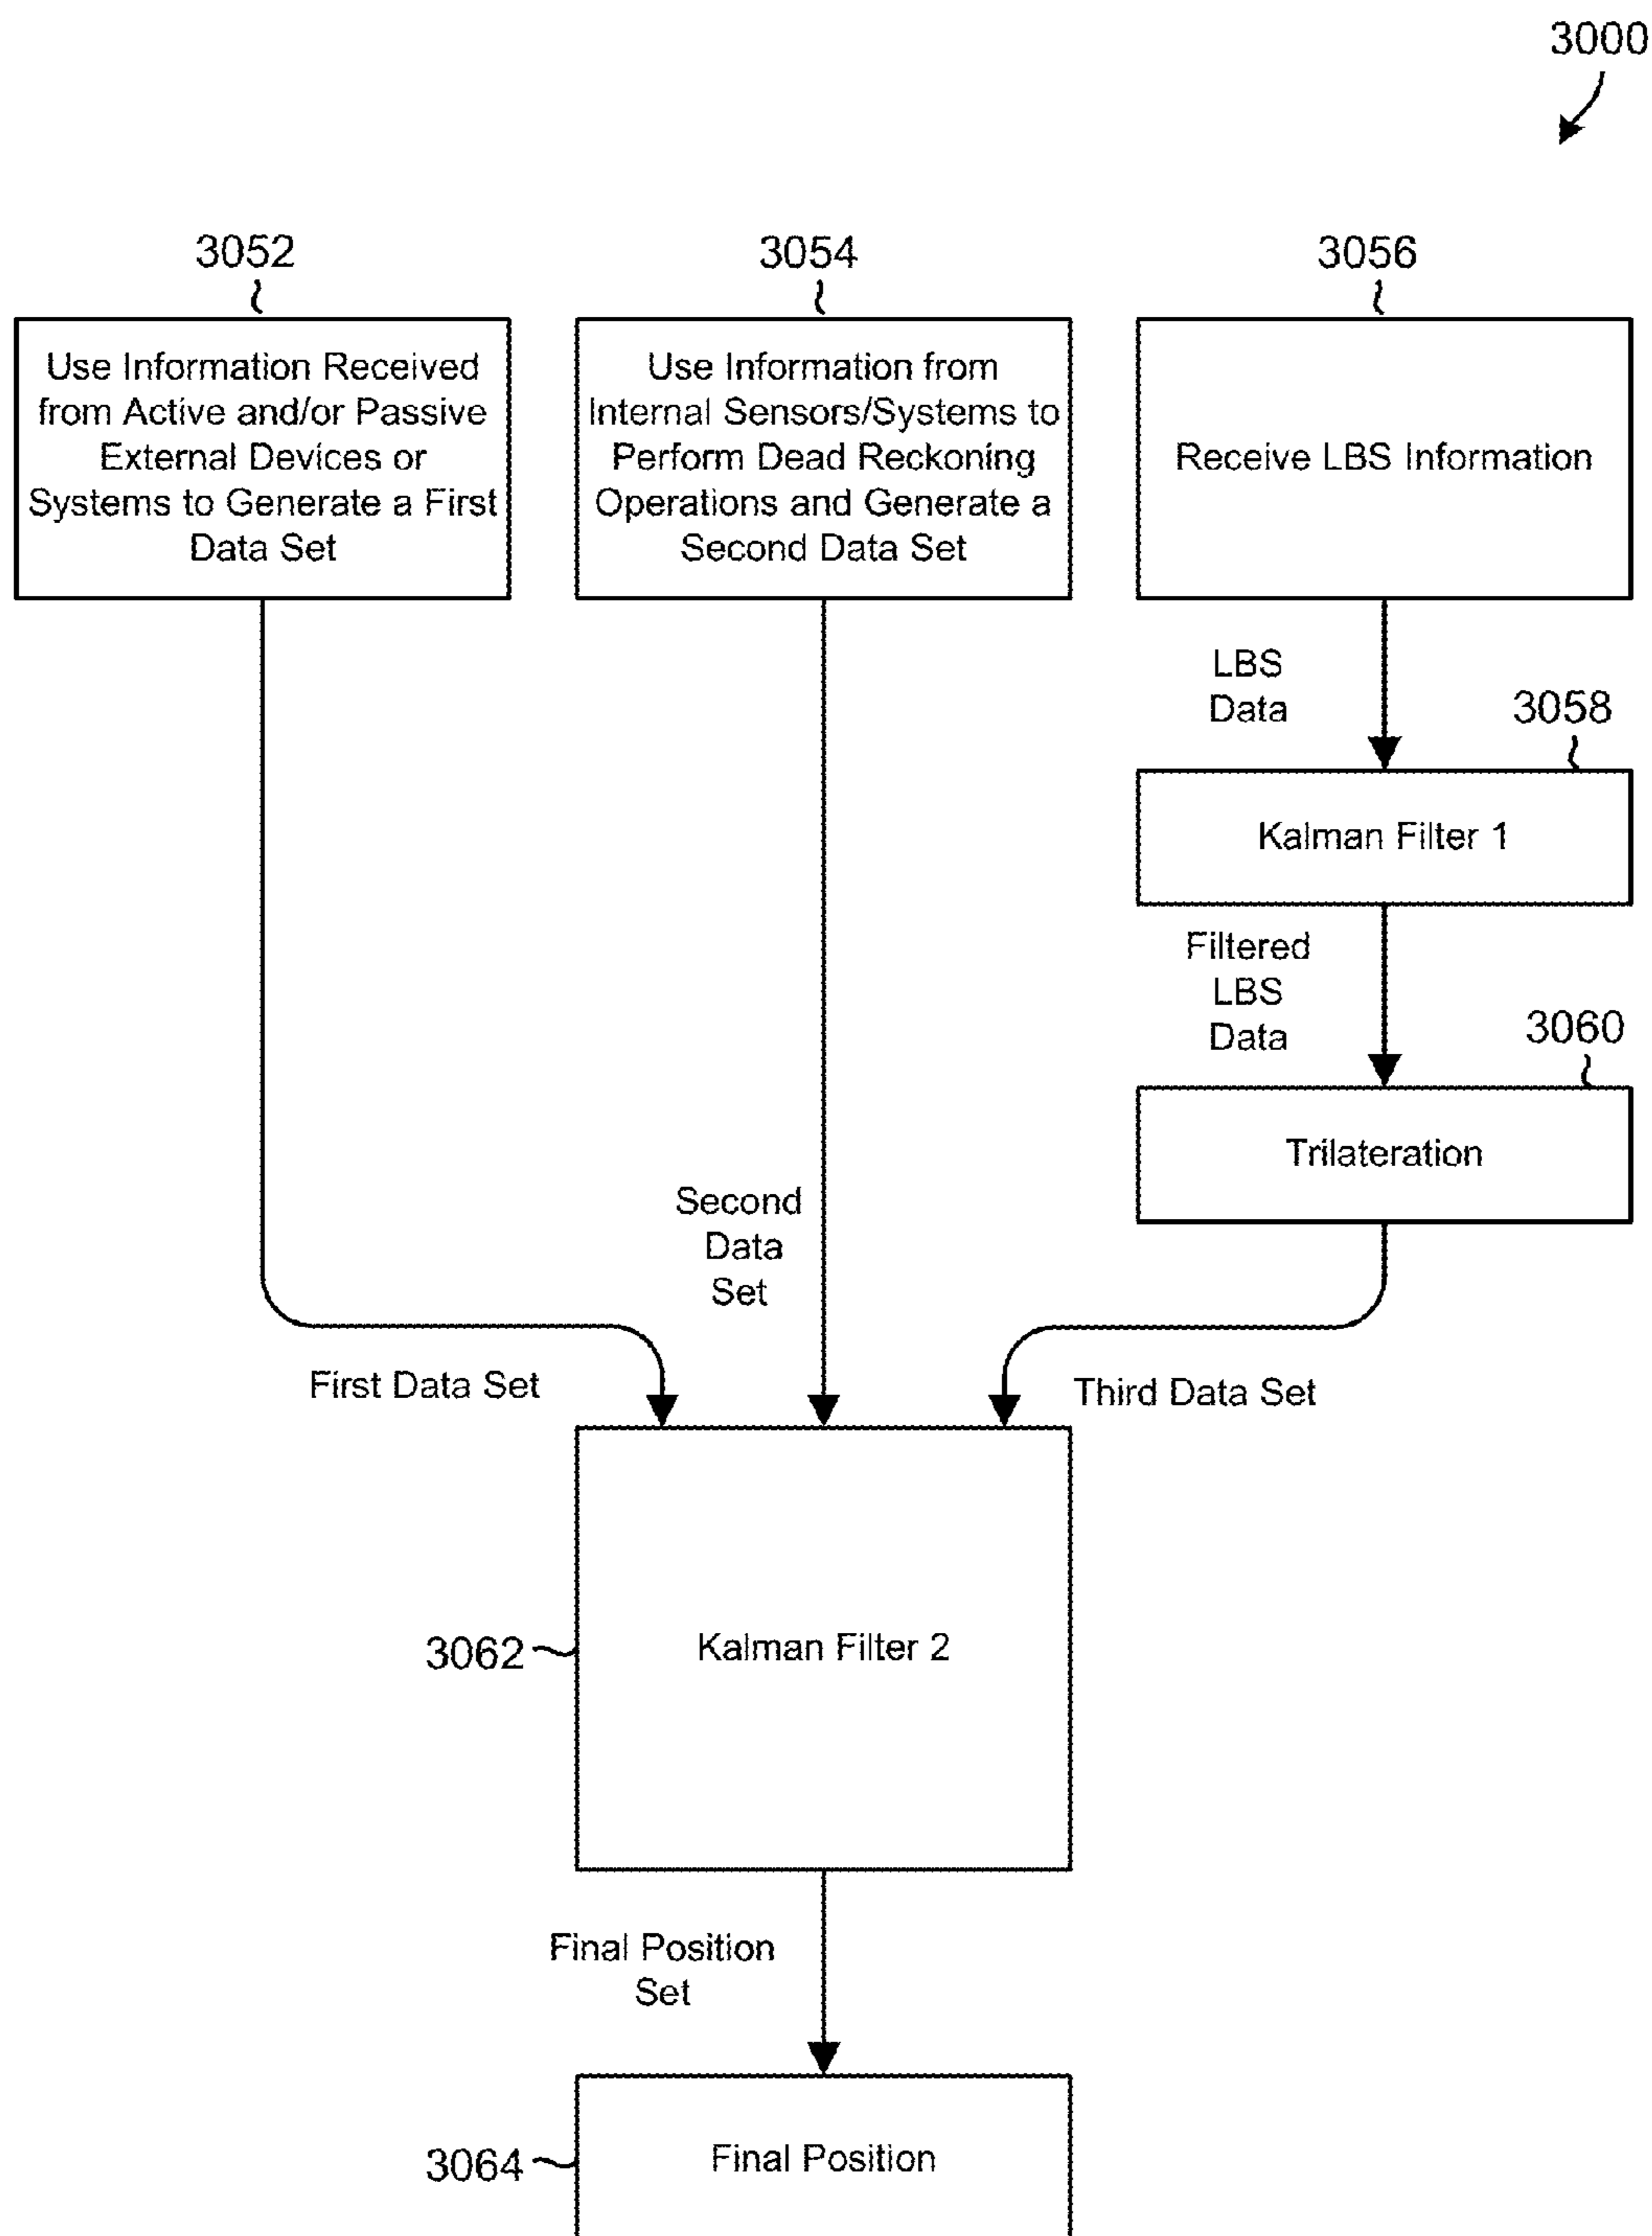 3000
3052
3054
3056
Use Information Received
from Active and/or Passive
External Devices or
Systems to Generate a First
Data Set
Use Information from
Internal Sensors/Systems to
Perform Dead Reckoning
Operations and Generate a
Second Data Set
Receive LBS Information
LBS
Data
3058
Kalman Filter 1
Filtered
LBS
Data
3060
Trilateration
Second
Data
Set
First Data Set
Third Data Set
3062
Kalman Filter 2
Final Position
Set
3064
Final Position